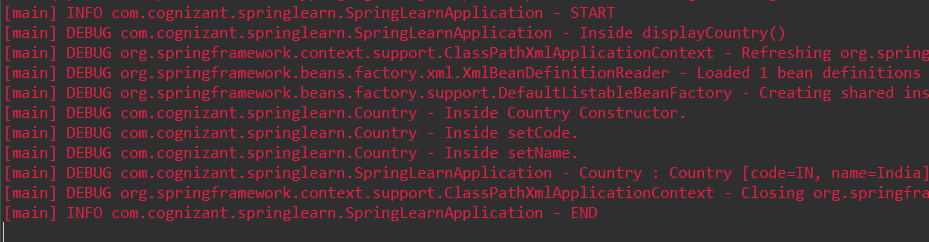 [main] INFO com.cognizant.springlearn.SpringLearnApplication - START
[main] DEBUG com.cognizant.springlearn.SpringLearnApplication - Inside displayCountry()
[main] DEBUG org.springframework.context.support.ClassPathXmlApplicationContext - Refreshing org.spring
[main] DEBUG org.springframework.beans.factory.xml.XmlBeanDefinitionReader - Loaded 1 bean definitions
[main] DEBUG org.springframework.beans.factory.support.DefaultListableBeanFactory - Creating shared ins
[main] DEBUG com.cognizant.springlearn.Country - Inside Country Constructor.
[main] DEBUG com.cognizant.springlearn.Country - Inside setCode.
[main] DEBUG com.cognizant.springlearn.Country - Inside setName.
[main] DEBUG com.cognizant.springlearn.SpringLearnApplication - Country : Country [code=IN, name=India]
[main] DEBUG org.springframework.context.support.ClassPathXmlApplicationContext - Closing org.springfra
[main] INFO com.cognizant.springlearn.SpringLearnApplication - END